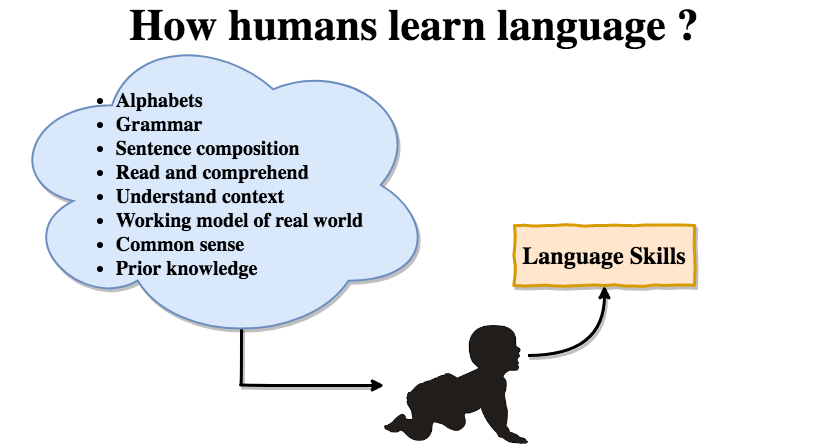 How humans learn language ?
• Alphabets
• Grammar
• Sentence composition
• Read and comprehend
• Understand context
• Working model of real world
• Common sense
• Prior knowledge
Language Skills